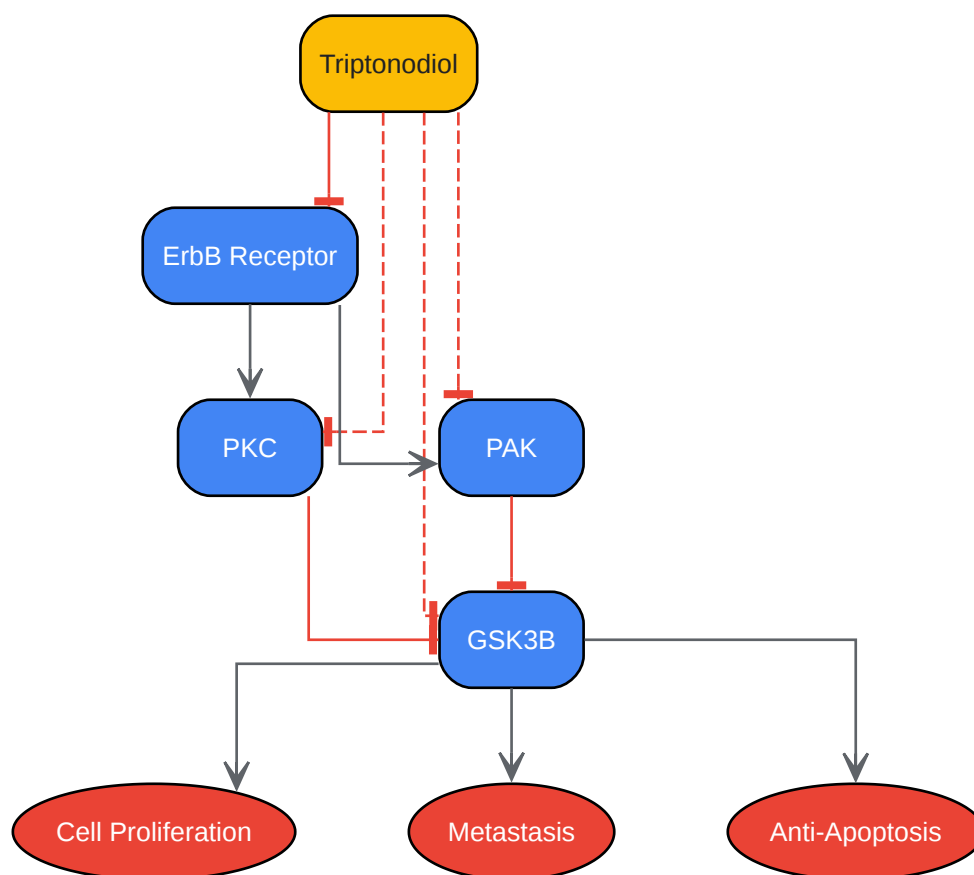 Triptonodiol
ErbB Receptor
PKC
PAK
GSK3B
Cell Proliferation
Metastasis
Anti-Apoptosis